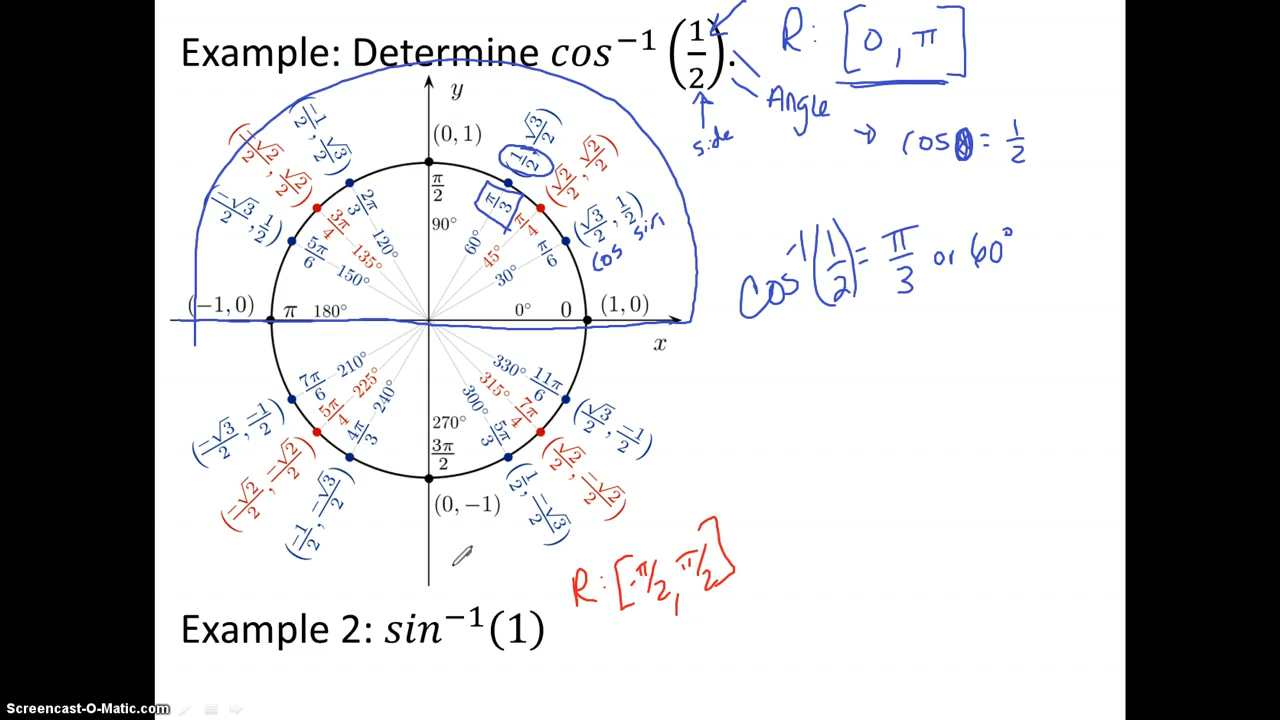 Example: Determine cos⁻¹(1/2).
R: [0, π]
Angle
side
→ cos θ = 1/2
cos⁻¹(1/2) = π/3 or 60°
y
(0, 1)
(-1/2, √3/2)
(1/2, √3/2)
(-√2/2, √2/2)
(√2/2, √2/2)
(-√3/2, 1/2)
(√3/2, 1/2)
cos sin
π/2
90°
2π/3 120°
π/3 60°
3π/4 135°
π/4 45°
5π/6 150°
π/6 30°
(-1, 0) π 180° 0° 0 (1, 0)
x
7π/6 210°
330° 11π/6
5π/4 225°
315° 7π/4
4π/3 240°
300° 5π/3
270°
3π/2
(-√3/2, -1/2)
(√3/2, -1/2)
(-√2/2, -√2/2)
(√2/2, -√2/2)
(-1/2, -√3/2)
(1/2, -√3/2)
(0, -1)
R: [-π/2, π/2]
Example 2: sin⁻¹(1)
Screencast-O-Matic.com